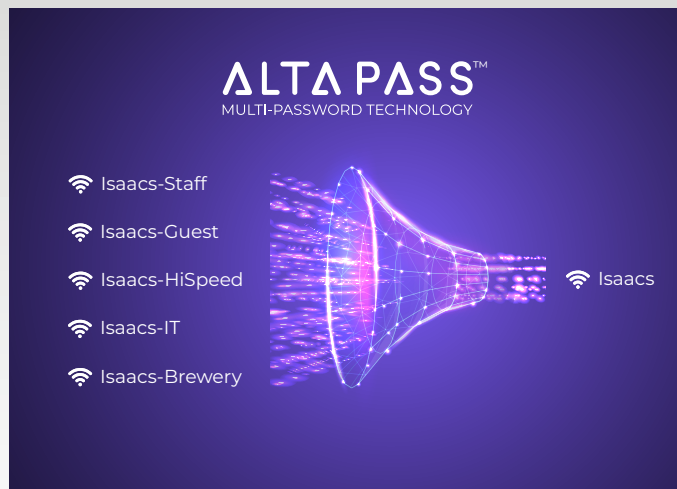 ALTA PASS™
MULTI-PASSWORD TECHNOLOGY
Isaacs-Staff
Isaacs-Guest
Isaacs-HiSpeed
Isaacs-IT
Isaacs-Brewery
Isaacs